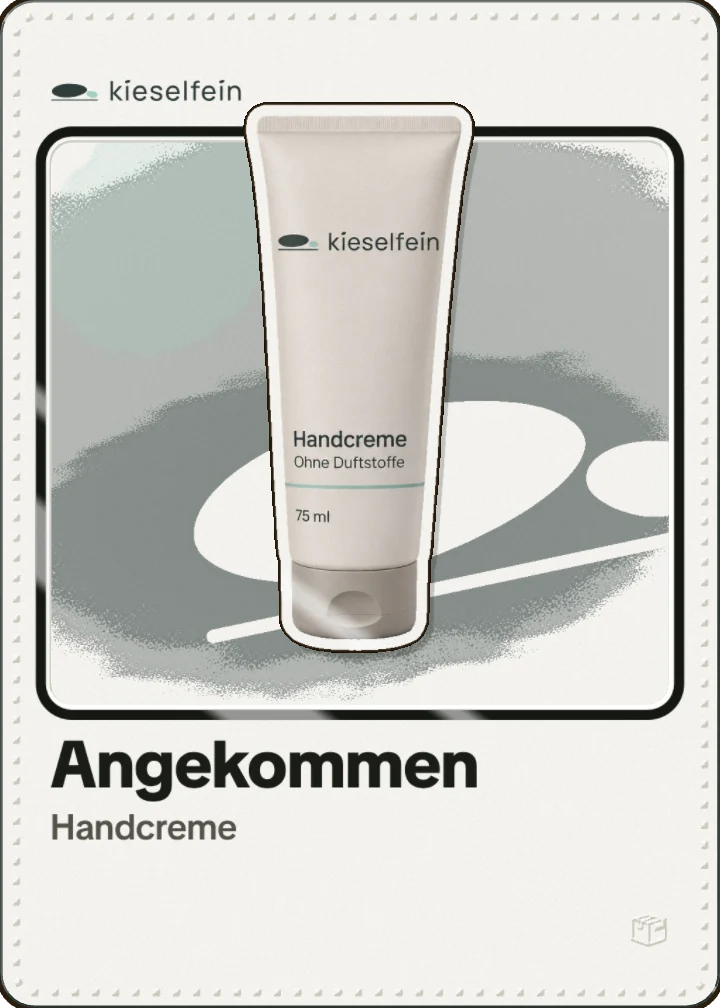 kieselfein
kieselfein
Handcreme
Ohne Duftstoffe
75 ml
Angekommen
Handcreme